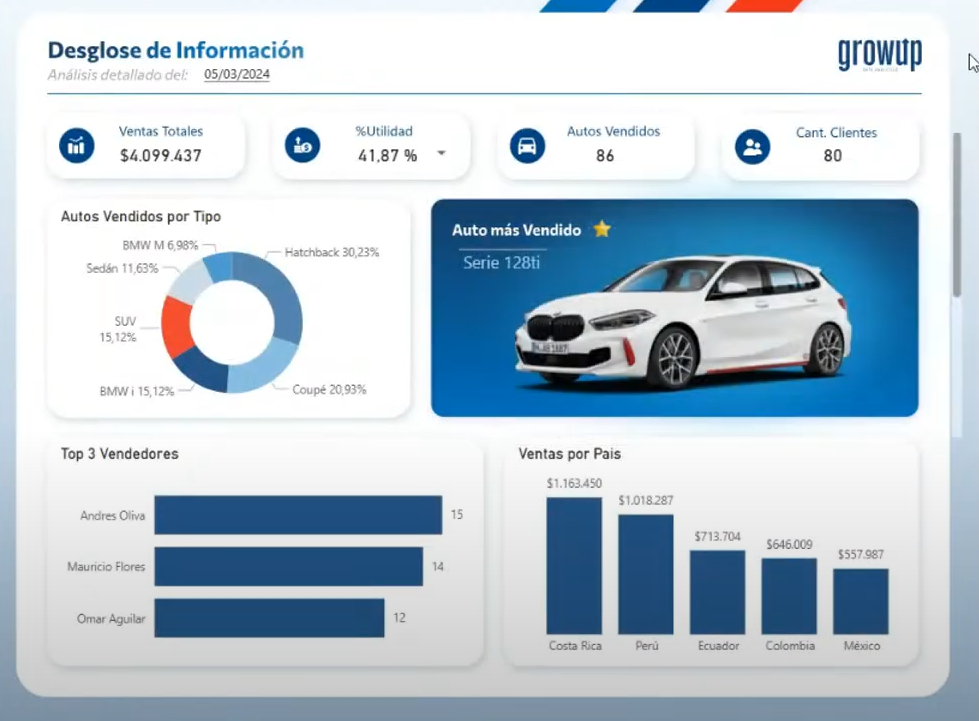 Desglose de Información
Análisis detallado del: 05/03/2024
growup
Ventas Totales
$4.099.437
%Utilidad
41,87 %
Autos Vendidos
86
Cant. Clientes
80
Autos Vendidos por Tipo
BMW M 6,98%
Hatchback 30,23%
Sedán 11,63%
SUV
15,12%
BMW i 15,12%
Coupé 20,93%
Auto más Vendido
Serie 128ti
Top 3 Vendedores
Andres Oliva 15
Mauricio Flores 14
Omar Aguilar 12
Ventas por Pais
$1.163.450
$1.018.287
$713.704
$646.009
$557.987
Costa Rica
Perú
Ecuador
Colombia
México